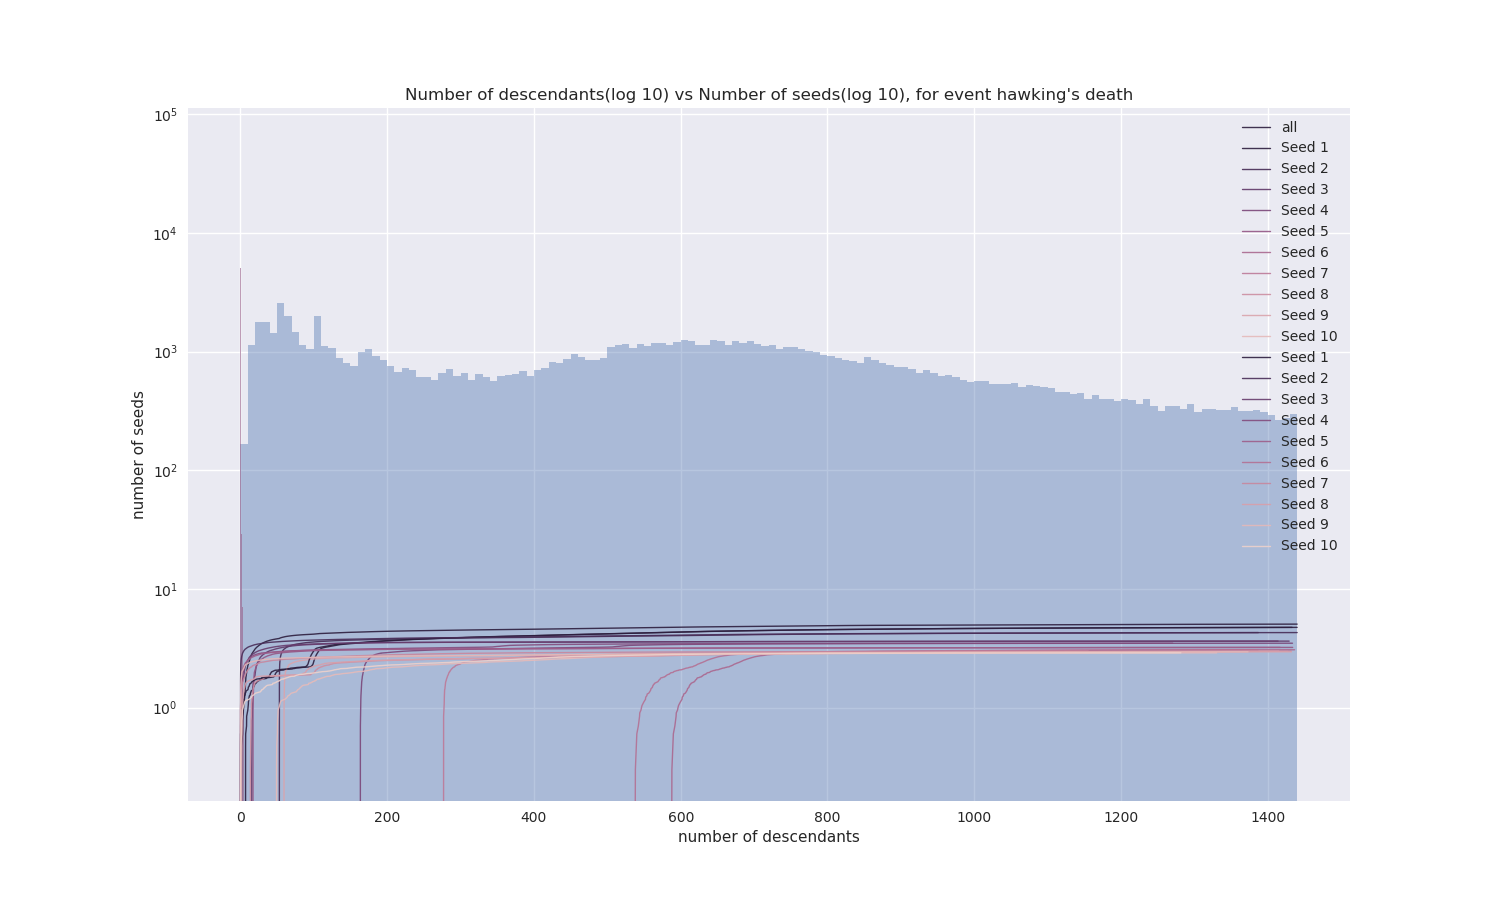 Number of descendants(log 10) vs Number of seeds(log 10), for event hawking's death
10^5
10^4
10^3
10^2
10^1
10^0
number of seeds
all
Seed 1
Seed 2
Seed 3
Seed 4
Seed 5
Seed 6
Seed 7
Seed 8
Seed 9
Seed 10
Seed 1
Seed 2
Seed 3
Seed 4
Seed 5
Seed 6
Seed 7
Seed 8
Seed 9
Seed 10
0 200 400 600 800 1000 1200 1400
number of descendants